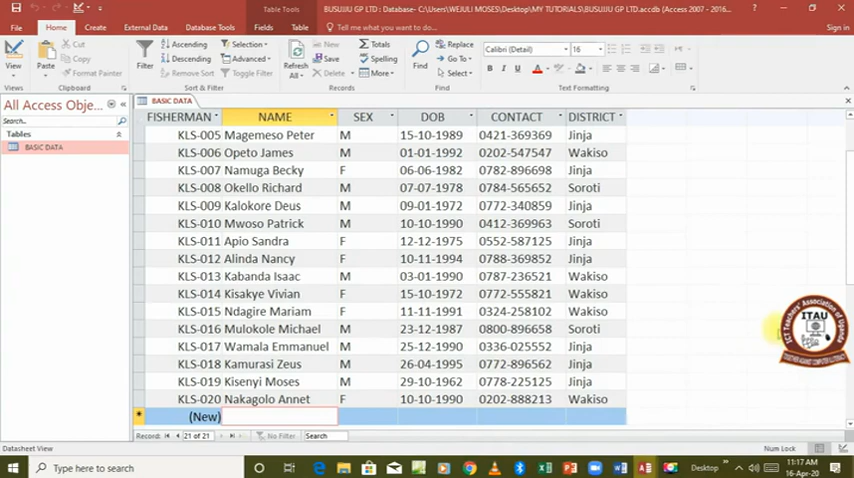 Table Tools
BUSUJJU GP LTD : Database- C:\Users\WEJULI MOSES\Desktop\MY TUTORIALS\BUSUJJU GP LTD.accdb (Access 2007 - 2016...
File Home Create External Data Database Tools Fields Table Tell me what you want to do... Sign in
View
Views
Paste
Cut
Copy
Format Painter
Clipboard
Filter
Ascending
Descending
Remove Sort
Selection
Advanced
Toggle Filter
Sort & Filter
Refresh
All
New
Save
Delete
Totals
Spelling
More
Records
Find
Replace
Go To
Select
Find
Calibri (Detail) 16
B I U A
Text Formatting
All Access Obje...
Search...
Tables
BASIC DATA
BASIC DATA
FISHERMAN NAME SEX DOB CONTACT DISTRICT
KLS-005 Magemeso Peter M 15-10-1989 0421-369369 Jinja
KLS-006 Opeto James M 01-01-1992 0202-547547 Wakiso
KLS-007 Namuga Becky F 06-06-1982 0782-896698 Jinja
KLS-008 Okello Richard M 07-07-1978 0784-565652 Soroti
KLS-009 Kalokore Deus M 09-01-1972 0772-340859 Jinja
KLS-010 Mwoso Patrick M 10-10-1990 0412-369963 Soroti
KLS-011 Apio Sandra F 12-12-1975 0552-587125 Jinja
KLS-012 Alinda Nancy F 10-11-1994 0788-369852 Jinja
KLS-013 Kabanda Isaac M 03-01-1990 0787-236521 Wakiso
KLS-014 Kisakye Vivian F 15-10-1972 0772-555821 Wakiso
KLS-015 Ndagire Mariam F 11-11-1991 0324-258102 Wakiso
KLS-016 Mulokole Michael M 23-12-1987 0800-896658 Soroti
KLS-017 Wamala Emmanuel M 25-12-1990 0336-025552 Jinja
KLS-018 Kamurasi Zeus M 26-04-1995 0772-896562 Jinja
KLS-019 Kisenyi Moses M 29-10-1962 0778-225125 Jinja
KLS-020 Nakagolo Annet F 10-10-1990 0202-888213 Wakiso
* (New)
ICT Teachers' Association of Uganda
ITAU
TOGETHER AGAINST COMPUTER ILLITERACY
Record: 21 of 21 No Filter Search
Datasheet View Num Lock
Type here to search
Desktop
11:17 AM
16-Apr-20